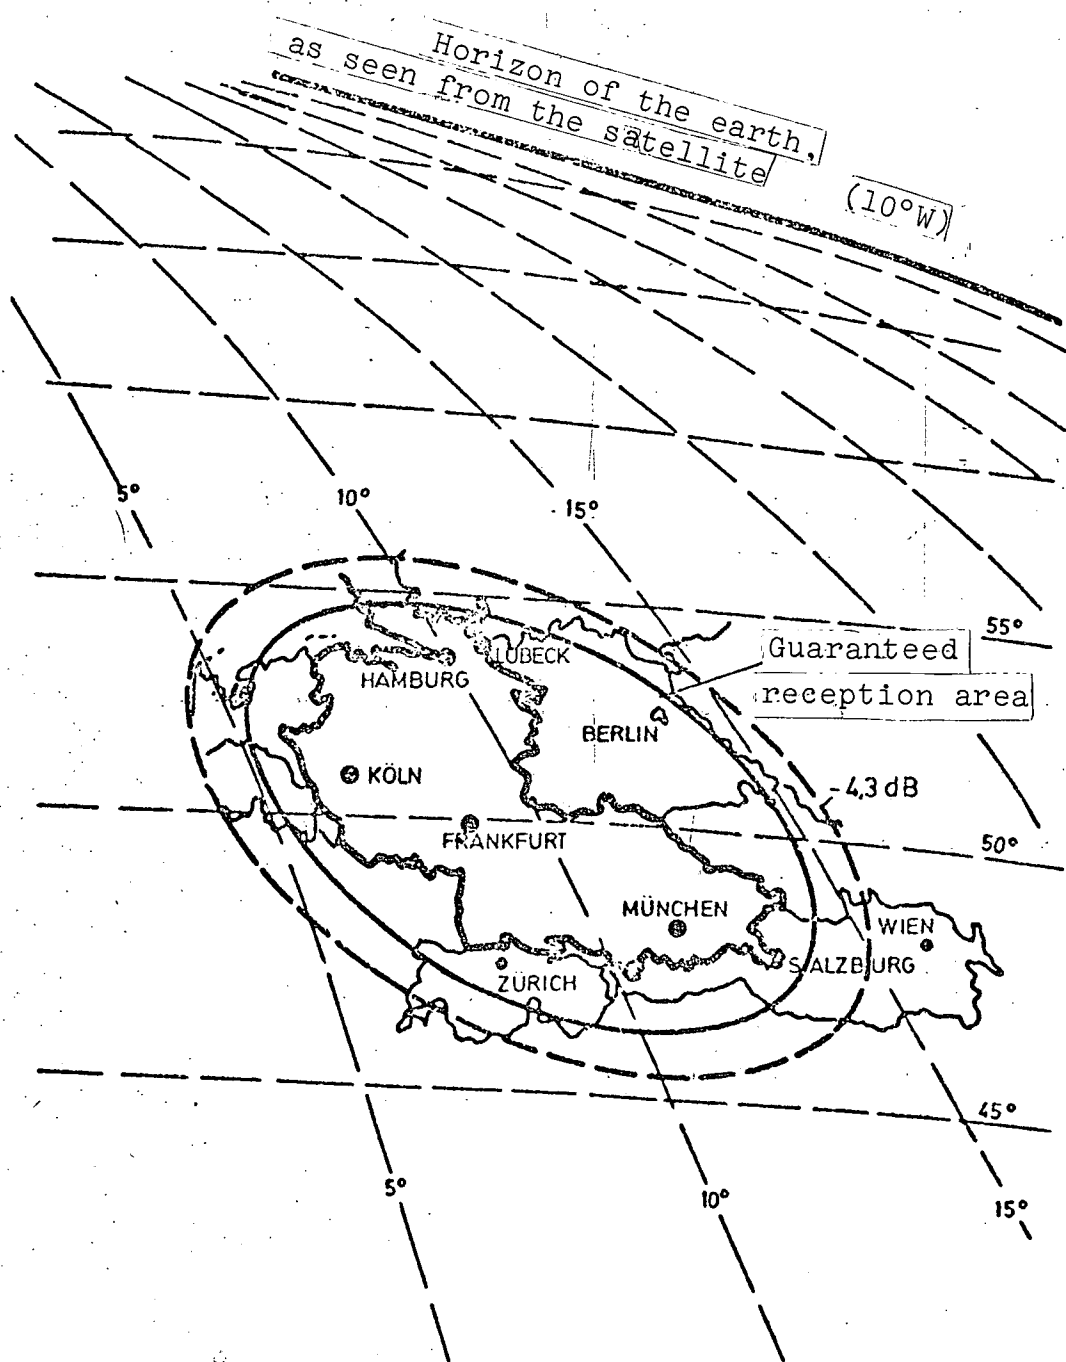 Horizon of the earth,
as seen from the satellite
(10°W)
5°
10°
15°
55°
Guaranteed
reception area
LÜBECK
HAMBURG
BERLIN
KÖLN
-4,3 dB
FRANKFURT
50°
MÜNCHEN
WIEN
SALZBURG
ZÜRICH
45°
5°
10°
15°